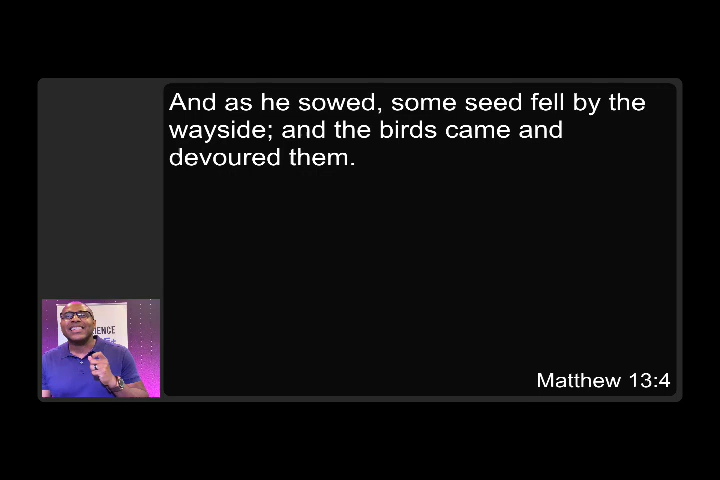 And as he sowed, some seed fell by the
wayside; and the birds came and
devoured them.
Matthew 13:4